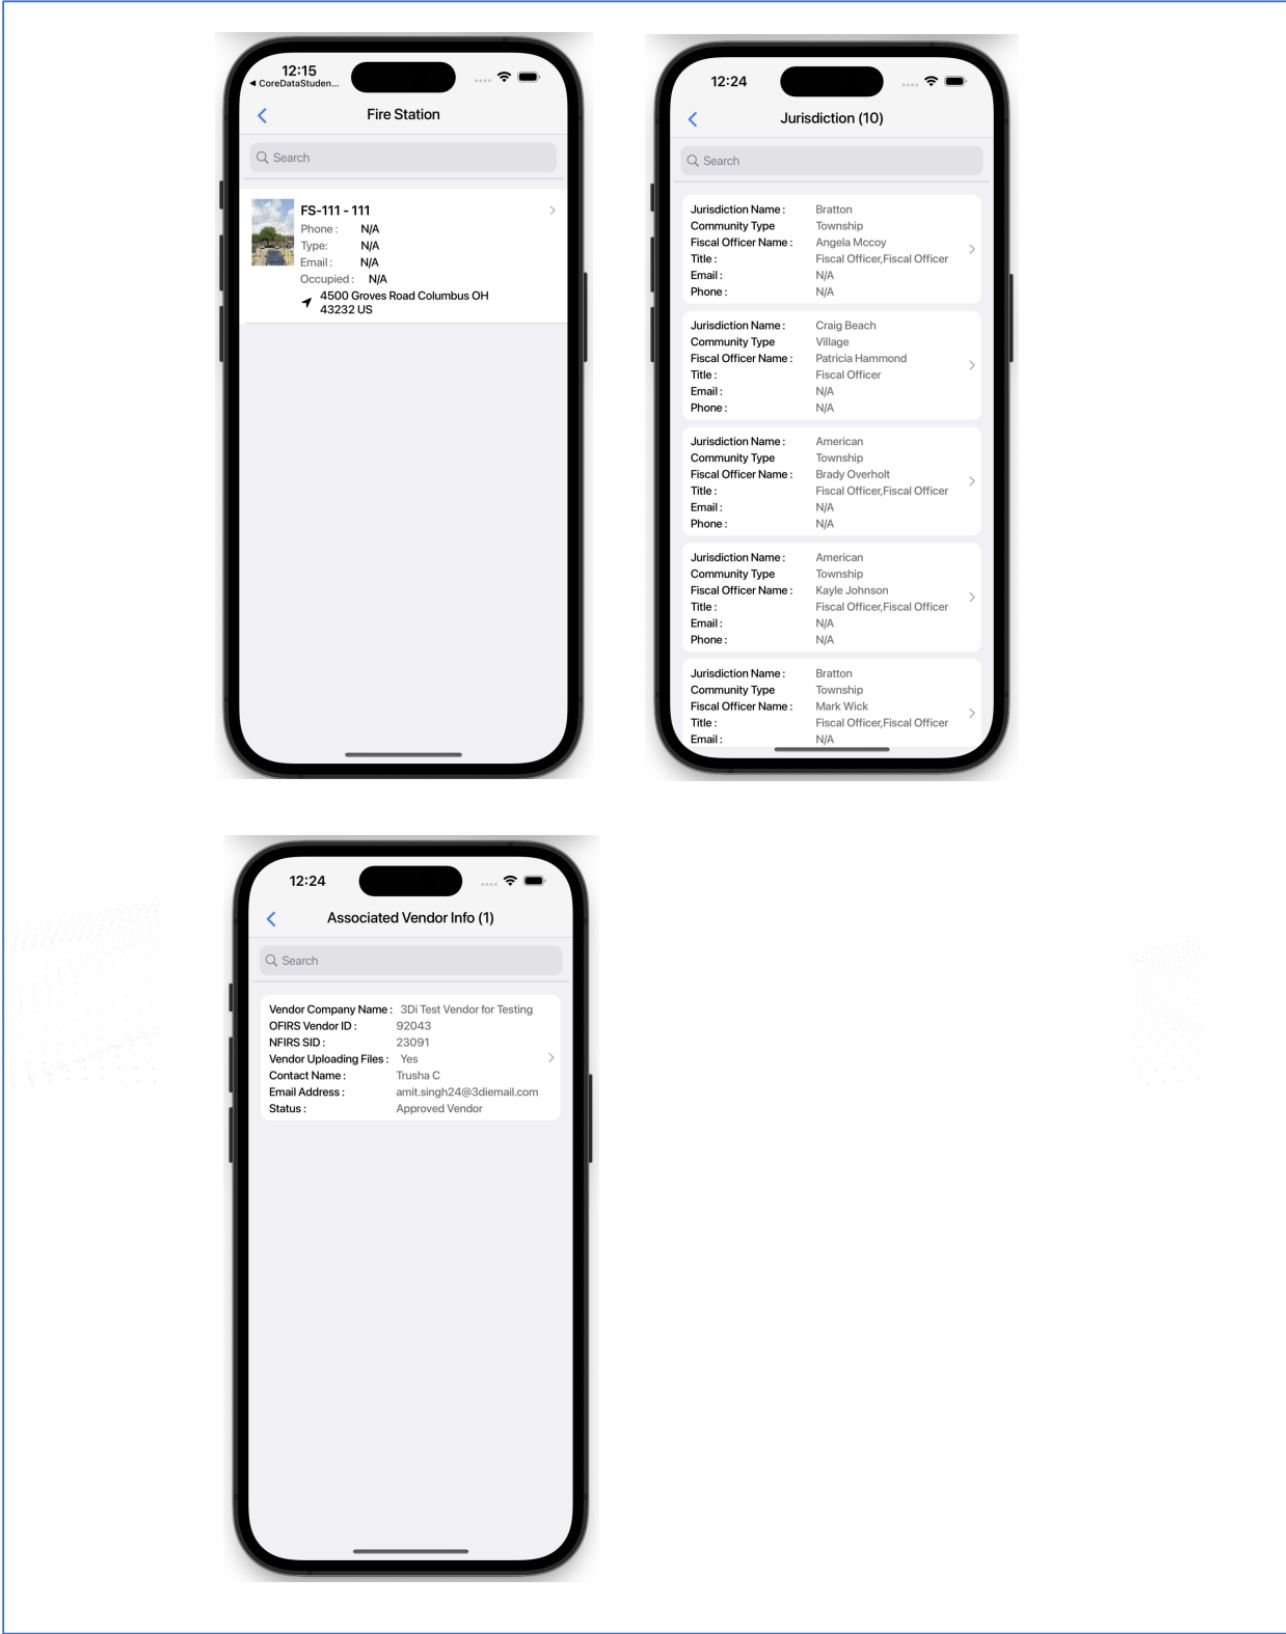 12:15
◀ CoreDataStuden...
Fire Station
Search
FS-111 - 111
Phone : N/A
Type: N/A
Email : N/A
Occupied : N/A
4500 Groves Road Columbus OH
43232 US
12:24
Jurisdiction (10)
Search
Jurisdiction Name : Bratton
Community Type Township
Fiscal Officer Name : Angela Mccoy
Title : Fiscal Officer,Fiscal Officer
Email : N/A
Phone : N/A
Jurisdiction Name : Craig Beach
Community Type Village
Fiscal Officer Name : Patricia Hammond
Title : Fiscal Officer
Email : N/A
Phone : N/A
Jurisdiction Name : American
Community Type Township
Fiscal Officer Name : Brady Overholt
Title : Fiscal Officer,Fiscal Officer
Email : N/A
Phone : N/A
Jurisdiction Name : American
Community Type Township
Fiscal Officer Name : Kayle Johnson
Title : Fiscal Officer,Fiscal Officer
Email : N/A
Phone : N/A
Jurisdiction Name : Bratton
Community Type Township
Fiscal Officer Name : Mark Wick
Title : Fiscal Officer,Fiscal Officer
Email : N/A
12:24
Associated Vendor Info (1)
Search
Vendor Company Name : 3Di Test Vendor for Testing
OFIRS Vendor ID : 92043
NFIRS SID : 23091
Vendor Uploading Files : Yes
Contact Name : Trusha C
Email Address : amit.singh24@3diemail.com
Status : Approved Vendor